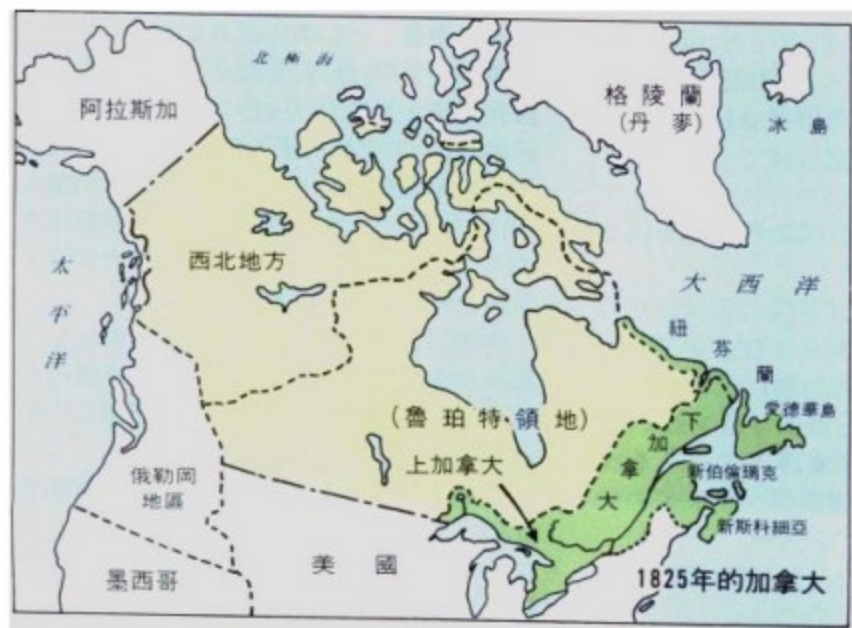 北極海
阿拉斯加
格陵蘭
(丹麥)
冰島
西北地方
太平洋
大西洋
紐芬蘭
愛德華島
(魯珀特領地)
下加拿大
上加拿大
新伯倫瑞克
新斯科細亞
俄勒岡
地區
美國
墨西哥
1825年的加拿大